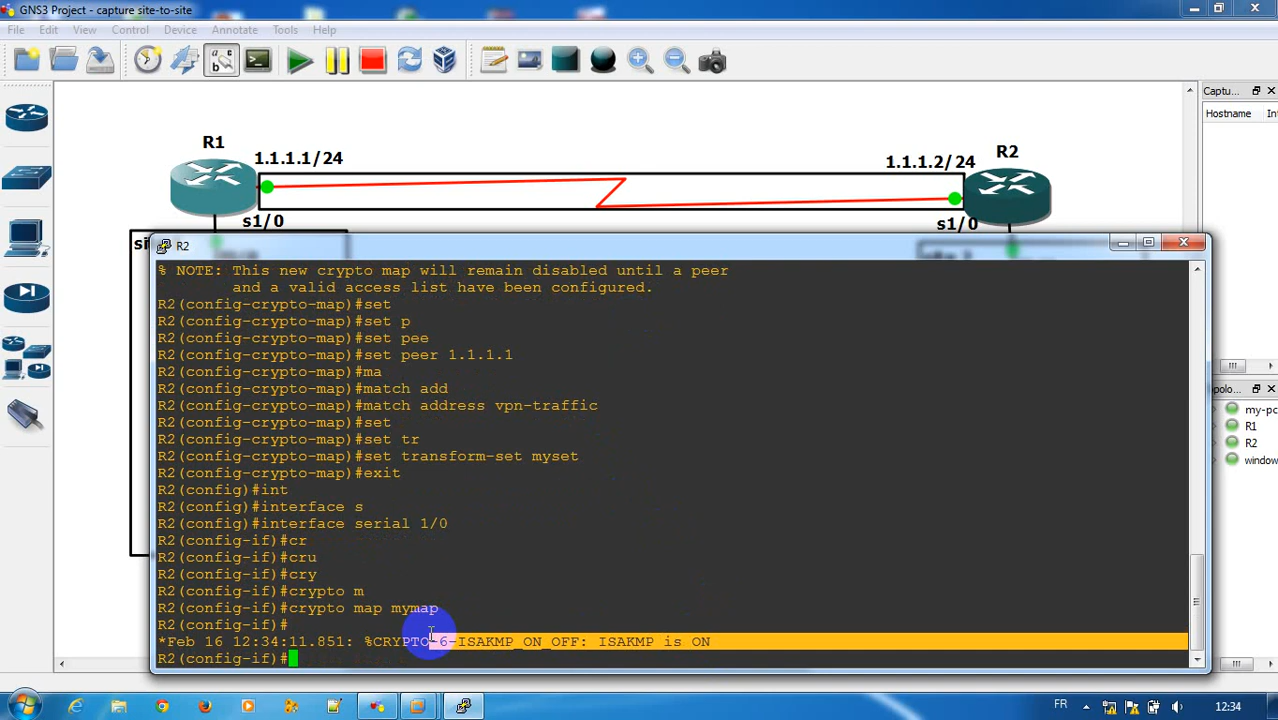 GNS3 Project - capture site-to-site
File Edit View Control Device Annotate Tools Help
Captu...
Hostname
R1
1.1.1.1/24
s1/0
1.1.1.2/24
R2
s1/0
R2
% NOTE: This new crypto map will remain disabled until a peer
and a valid access list have been configured.
R2(config-crypto-map)#set
R2(config-crypto-map)#set p
R2(config-crypto-map)#set pee
R2(config-crypto-map)#set peer 1.1.1.1
R2(config-crypto-map)#ma
R2(config-crypto-map)#match add
R2(config-crypto-map)#match address vpn-traffic
R2(config-crypto-map)#set
R2(config-crypto-map)#set tr
R2(config-crypto-map)#set transform-set myset
R2(config-crypto-map)#exit
R2(config)#int
R2(config)#interface s
R2(config)#interface serial 1/0
R2(config-if)#cr
R2(config-if)#cru
R2(config-if)#cry
R2(config-if)#crypto m
R2(config-if)#crypto map mymap
R2(config-if)#
*Feb 16 12:34:11.851: %CRYPTO-6-ISAKMP_ON_OFF: ISAKMP is ON
R2(config-if)#
opolo...
my-pc
R1
R2
window
FR
12:34